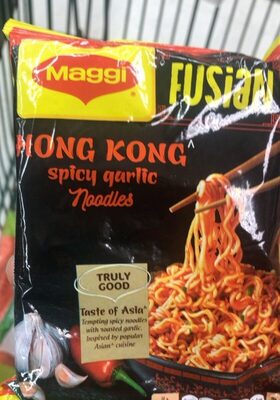 Maggi
FUSIAN
HONG KONG
spicy garlic
Noodles
TRULY
GOOD
Taste of Asia*
Tempting spicy noodles
with roasted garlic.
Inspired by popular
Asian* cuisine